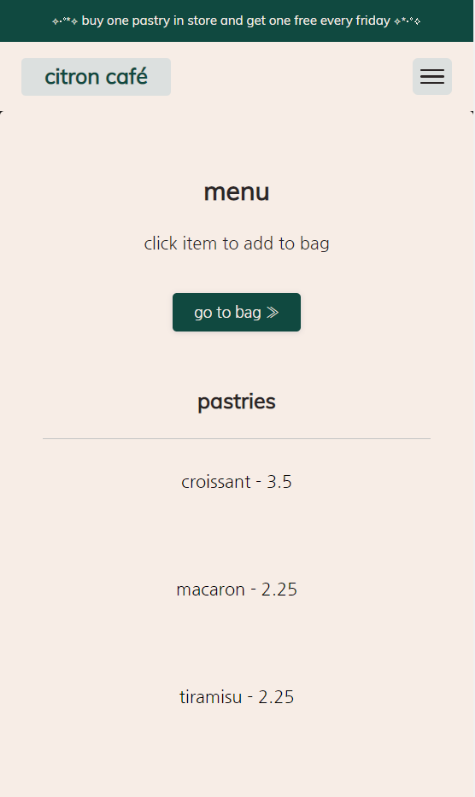 ⟡⋆˚* ⟡ buy one pastry in store and get one free every friday ⟡*⋆˚⟡
citron café
menu
click item to add to bag
go to bag ≫
pastries
croissant - 3.5
macaron - 2.25
tiramisu - 2.25